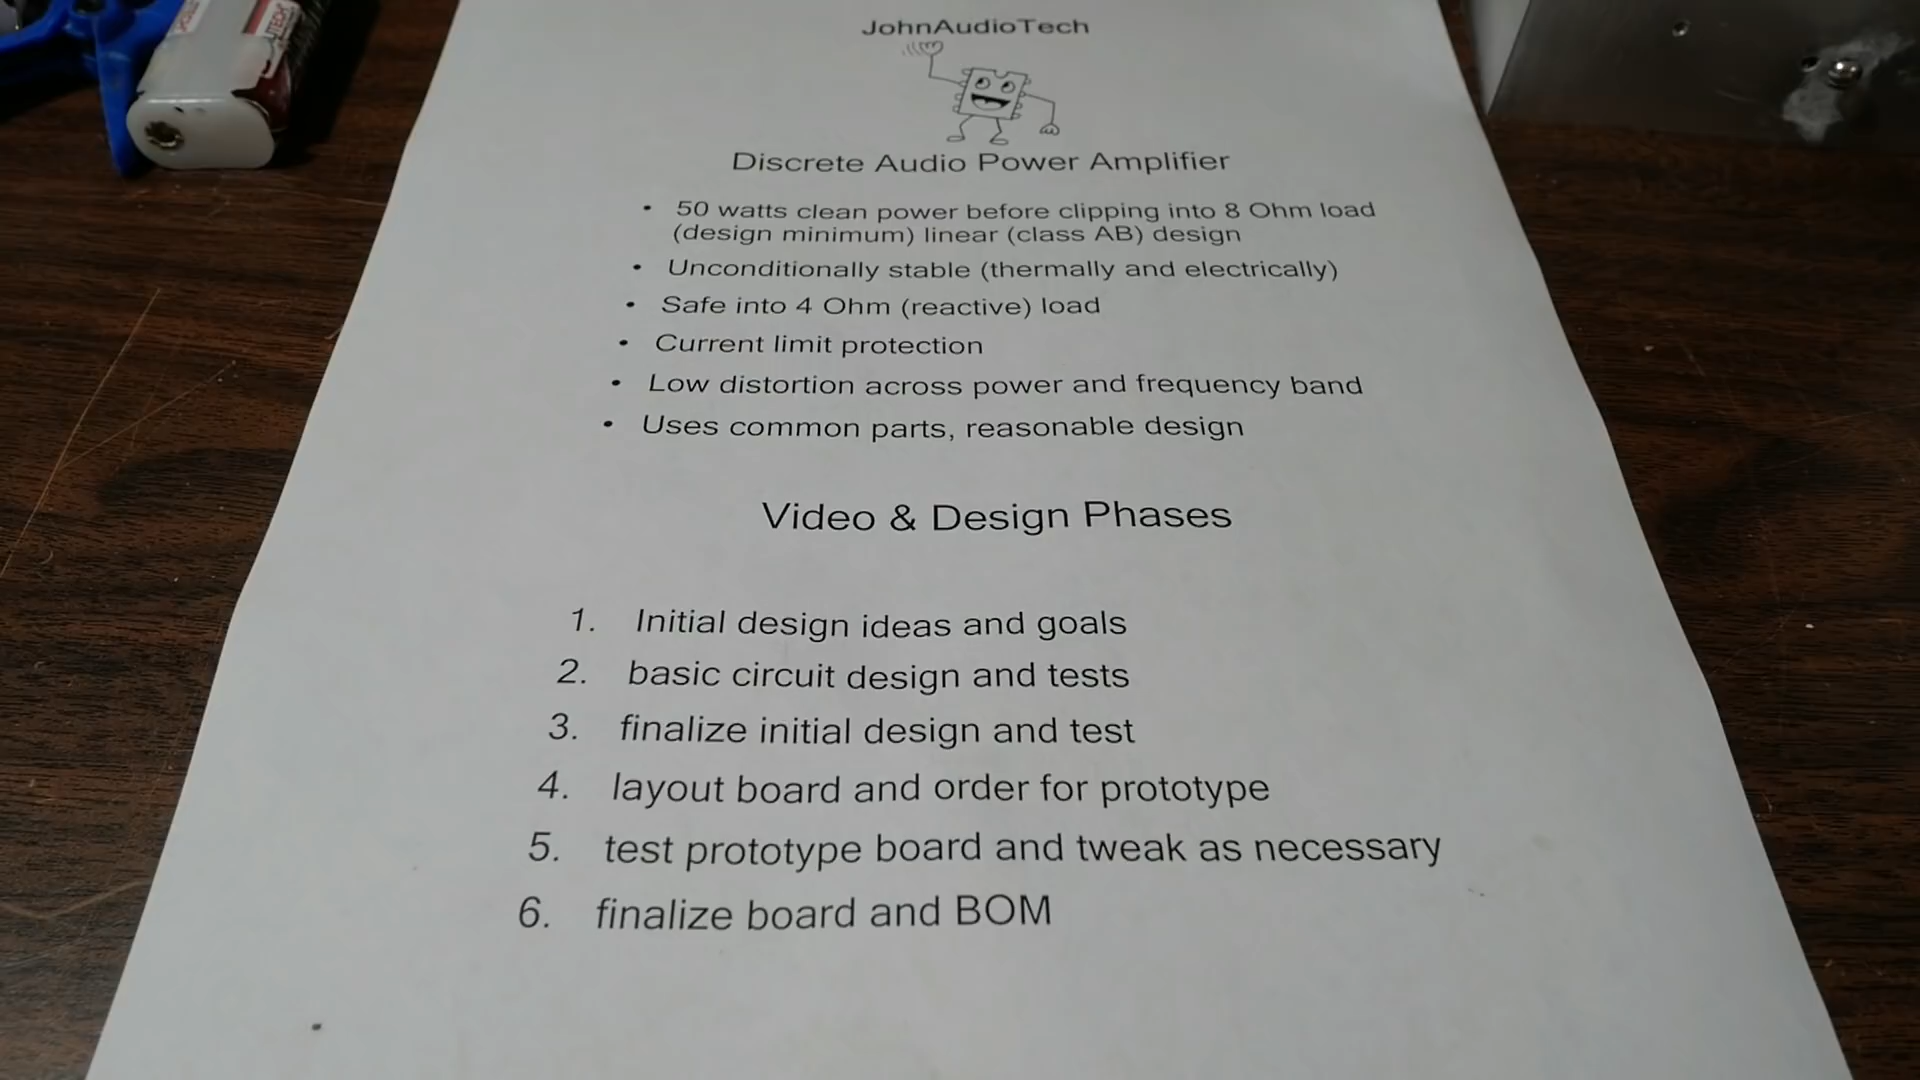 JohnAudioTech
Discrete Audio Power Amplifier
• 50 watts clean power before clipping into 8 Ohm load
(design minimum) linear (class AB) design
• Unconditionally stable (thermally and electrically)
• Safe into 4 Ohm (reactive) load
• Current limit protection
• Low distortion across power and frequency band
• Uses common parts, reasonable design
Video & Design Phases
1. Initial design ideas and goals
2. basic circuit design and tests
3. finalize initial design and test
4. layout board and order for prototype
5. test prototype board and tweak as necessary
6. finalize board and BOM